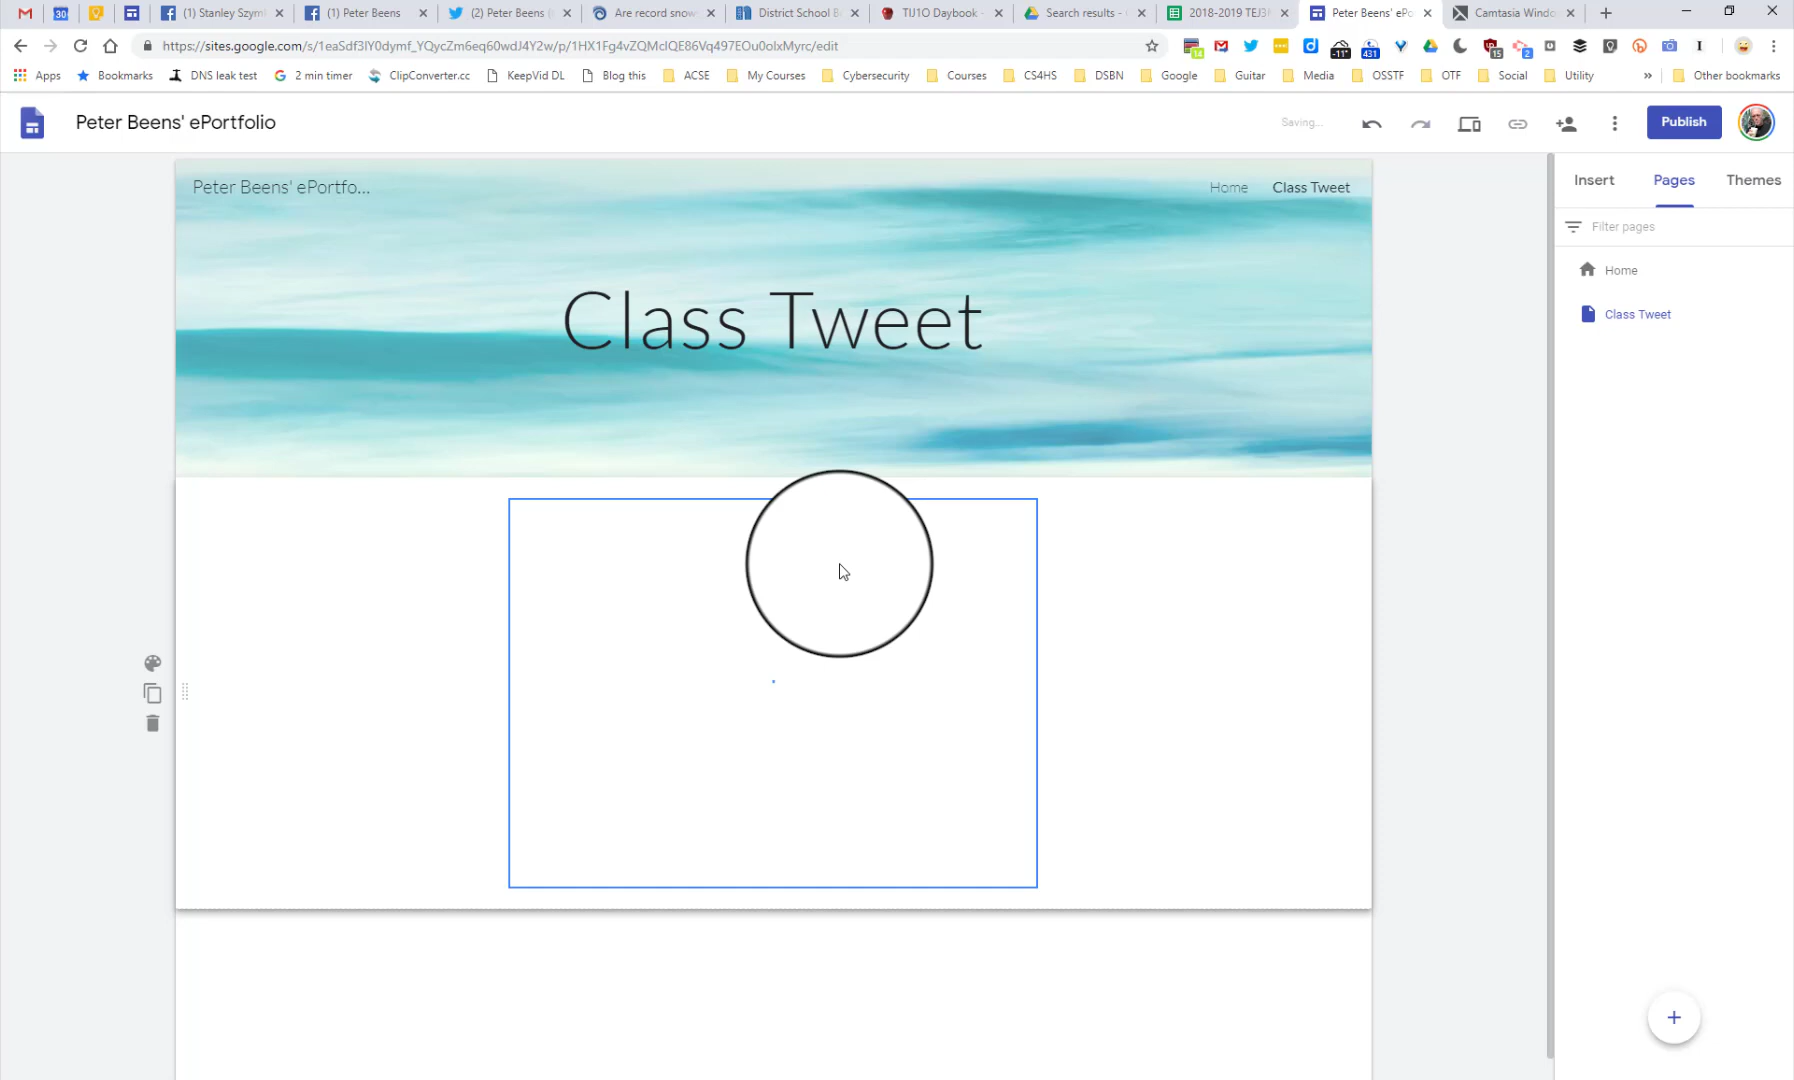 (1) Stanley Szym
(1) Peter Beens
(2) Peter Beens (
Are record snow
District School B
TIJ1O Daybook -
Search results -
2018-2019 TEJ3
Peter Beens' ePo
Camtasia Windo
https://sites.google.com/s/1eaSdf3lY0dymf_YQycZm6eq60wdJ4Y2w/p/1HX1Fg4vZQMclQE86Vq497EOu0olxMyrc/edit
Apps
Bookmarks
DNS leak test
2 min timer
ClipConverter.cc
KeepVid DL
Blog this
ACSE
My Courses
Cybersecurity
Courses
CS4HS
DSBN
Google
Guitar
Media
OSSTF
OTF
Social
Utility
»
Other bookmarks
Peter Beens' ePortfolio
Saving...
Publish
Peter Beens' ePortfo...
Home
Class Tweet
Insert
Pages
Themes
Filter pages
Home
Class Tweet
Class Tweet